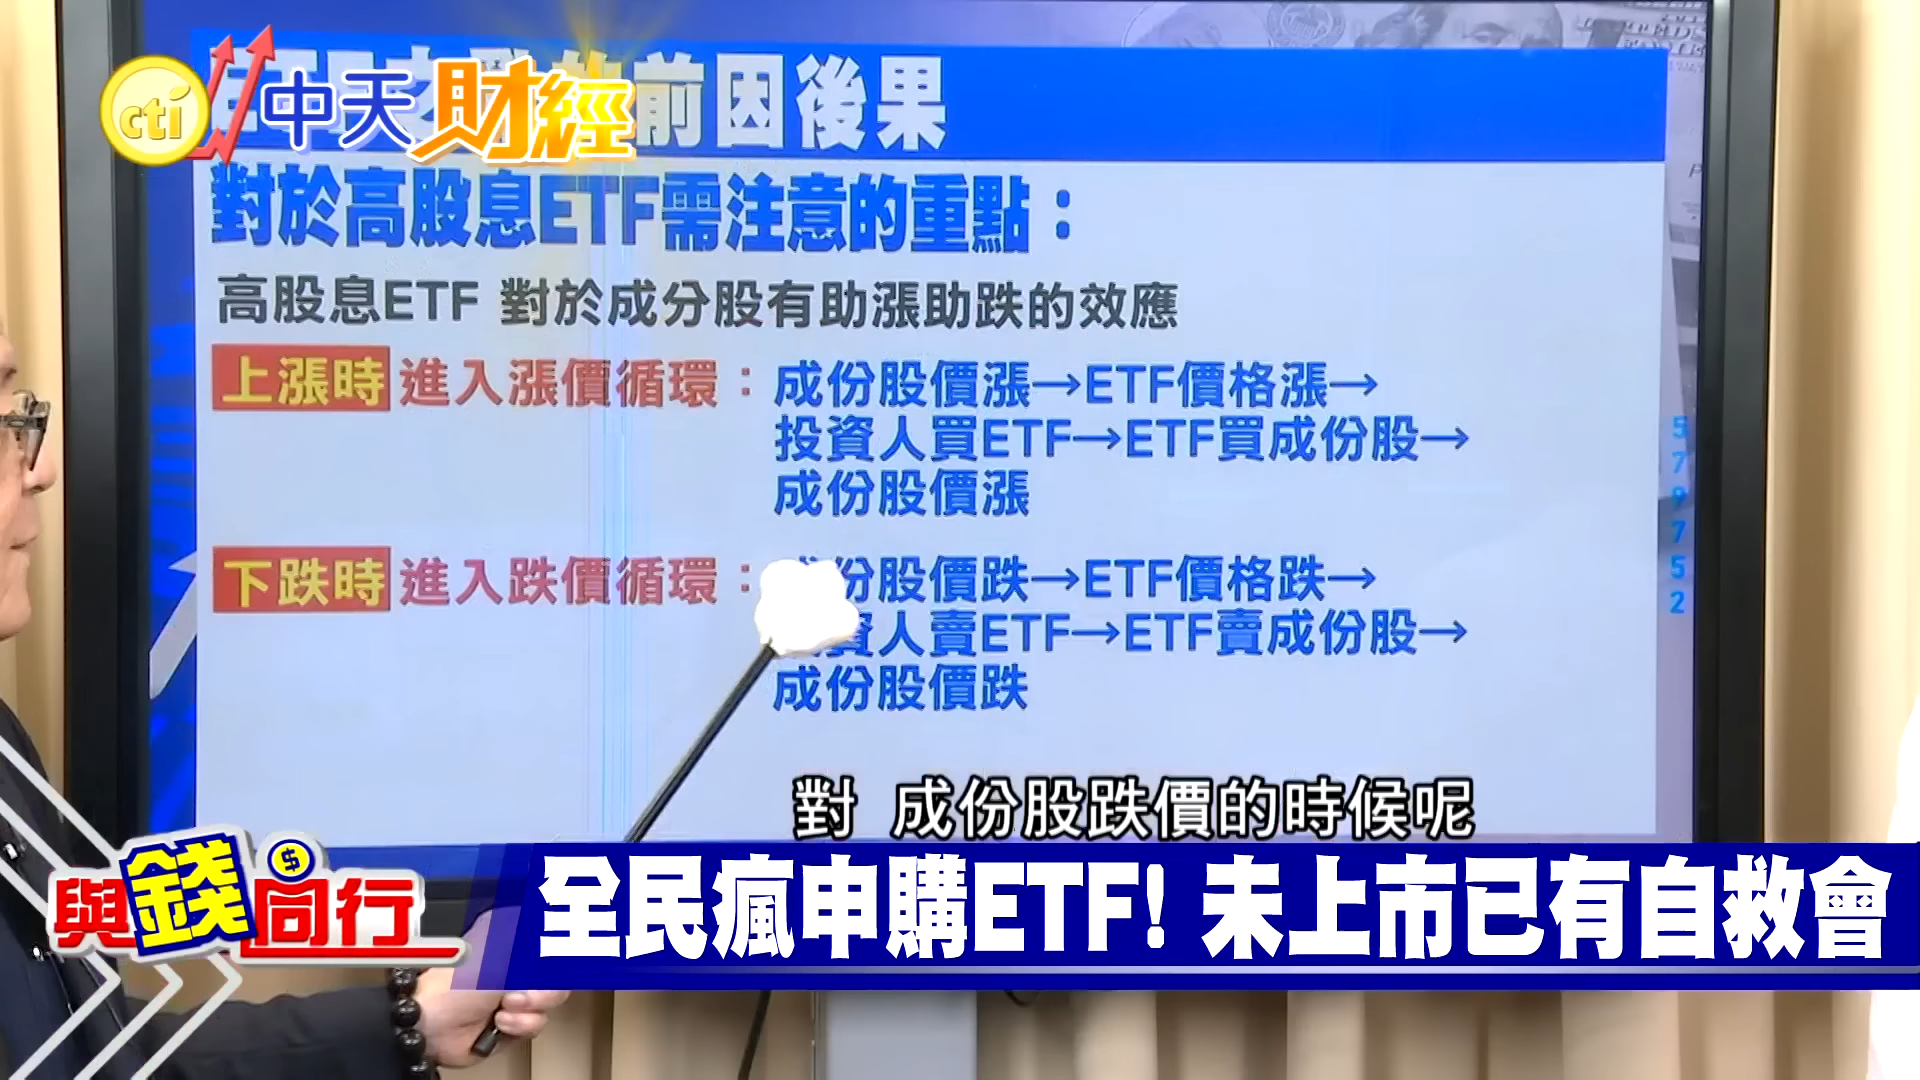 cti 中天財經
前因後果
對於高股息ETF需注意的重點：
高股息ETF 對於成分股有助漲助跌的效應
上漲時 進入漲價循環：成份股價漲→ETF價格漲→
投資人買ETF→ETF買成份股→
成份股價漲
下跌時 進入跌價循環：份股價跌→ETF價格跌→
資人賣ETF→ETF賣成份股→
成份股價跌
579752
對 成份股跌價的時候呢
與錢同行
全民瘋申購ETF! 未上市已有自救會